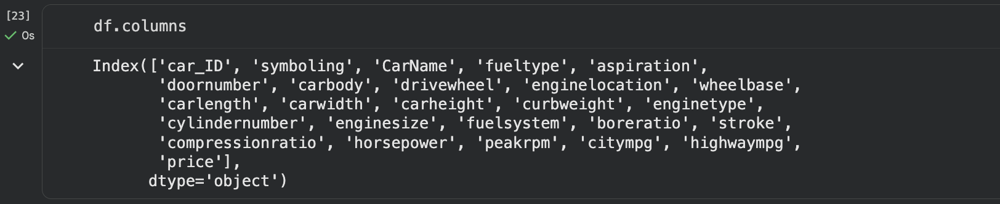 [23]
df.columns
0s
Index(['car_ID', 'symboling', 'CarName', 'fueltype', 'aspiration',
'doornumber', 'carbody', 'drivewheel', 'enginelocation', 'wheelbase',
'carlength', 'carwidth', 'carheight', 'curbweight', 'enginetype',
'cylindernumber', 'enginesize', 'fuelsystem', 'boreratio', 'stroke',
'compressionratio', 'horsepower', 'peakrpm', 'citympg', 'highwaympg',
'price'],
dtype='object')